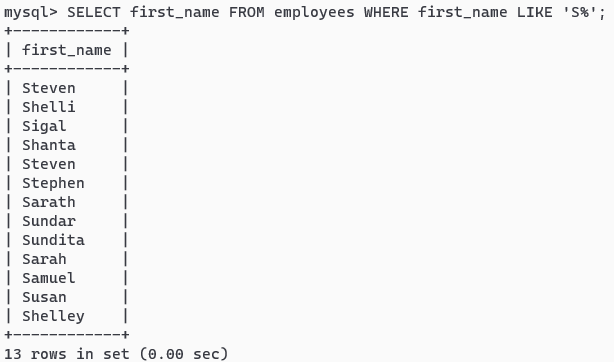 mysql> SELECT first_name FROM employees WHERE first_name LIKE 'S%';
+------------+
| first_name |
+------------+
| Steven     |
| Shelli     |
| Sigal      |
| Shanta     |
| Steven     |
| Stephen    |
| Sarath     |
| Sundar     |
| Sundita    |
| Sarah      |
| Samuel     |
| Susan      |
| Shelley    |
+------------+
13 rows in set (0.00 sec)